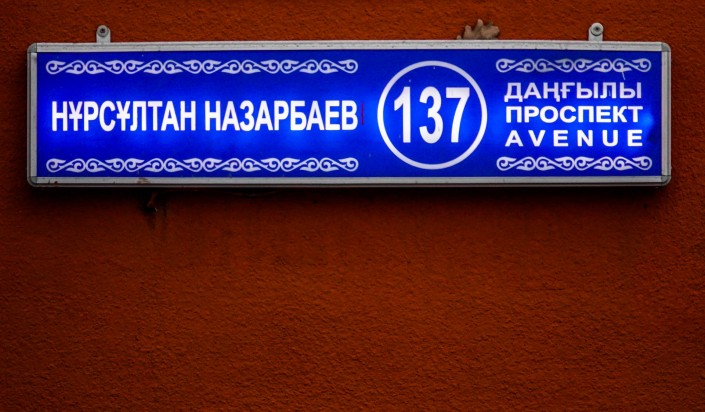 НҰРСҰЛТАН НАЗАРБАЕВ
137
ДАҢҒЫЛЫ
ПРОСПЕКТ
AVENUE